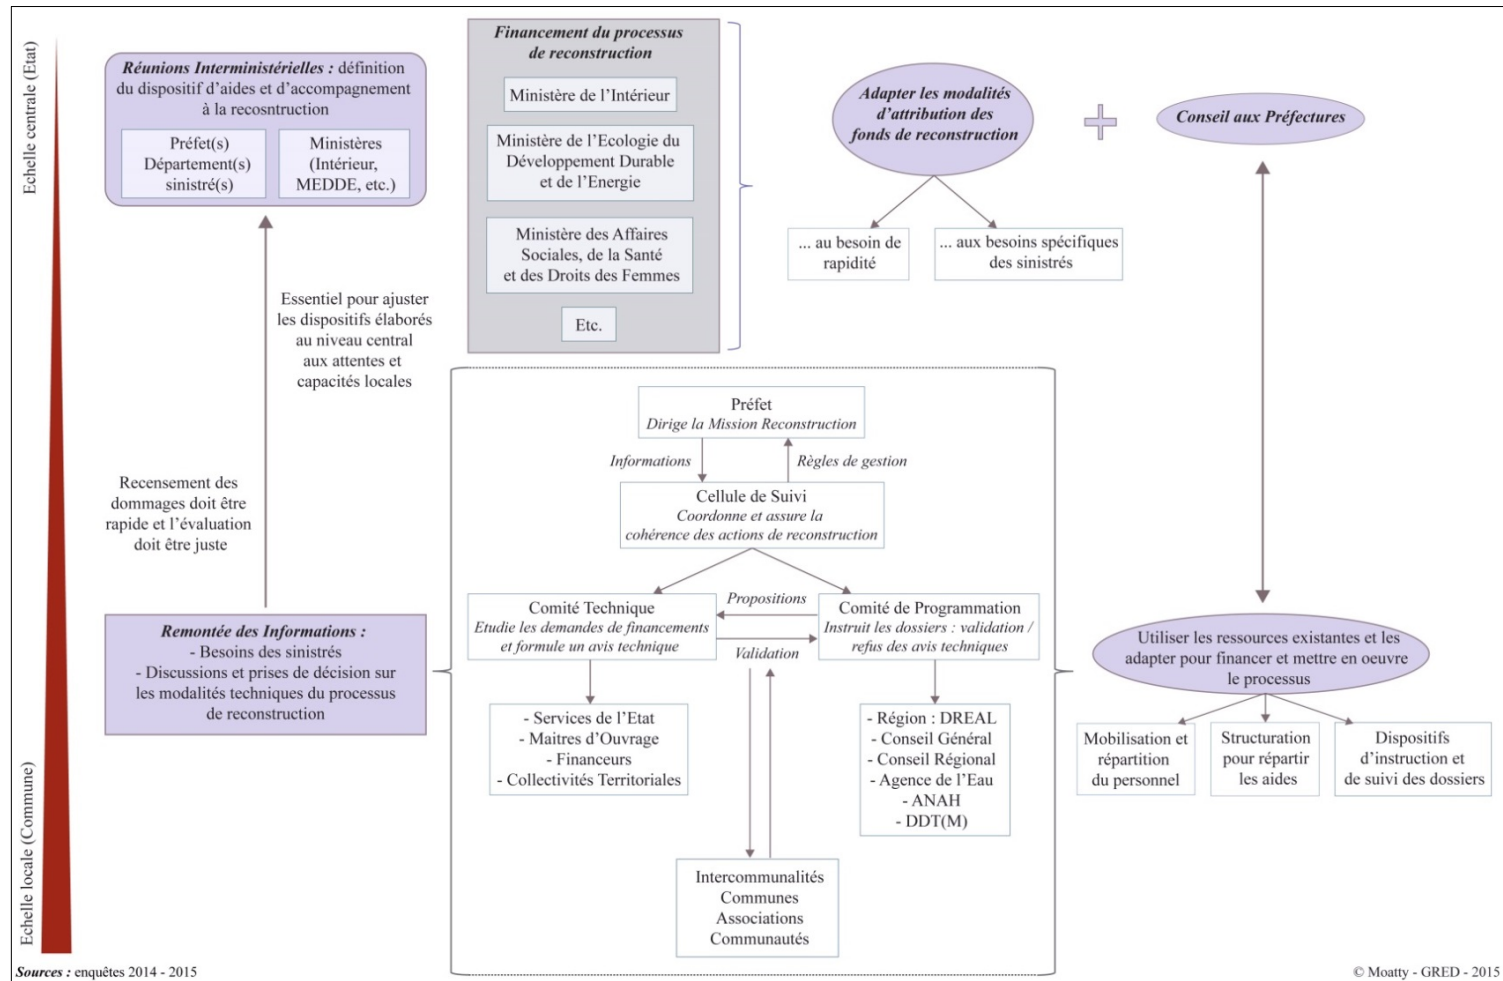 Echelle centrale (Etat)
Echelle locale (Commune)
Réunions Interministérielles : définition
du dispositif d'aides et d'accompagnement
à la recosntruction
Préfet(s)
Département(s)
sinistré(s)
Ministères
(Intérieur,
MEDDE, etc.)
Financement du processus
de reconstruction
Ministère de l'Intérieur
Ministère de l'Ecologie du
Développement Durable
et de l'Energie
Ministère des Affaires
Sociales, de la Santé
et des Droits des Femmes
Etc.
Adapter les modalités
d'attribution des
fonds de reconstruction
+
Conseil aux Préfectures
... au besoin de
rapidité
... aux besoins spécifiques
des sinistrés
Essentiel pour ajuster
les dispositifs élaborés
au niveau central
aux attentes et
capacités locales
Recensement des
dommages doit être
rapide et l'évaluation
doit être juste
Remontée des Informations :
- Besoins des sinistrés
- Discussions et prises de décision sur
les modalités techniques du processus
de reconstruction
Préfet
Dirige la Mission Reconstruction
Informations
Règles de gestion
Cellule de Suivi
Coordonne et assure la
cohérence des actions de reconstruction
Comité Technique
Etudie les demandes de financements
et formule un avis technique
Propositions
Validation
Comité de Programmation
Instruit les dossiers : validation /
refus des avis techniques
- Services de l'Etat
- Maitres d'Ouvrage
- Financeurs
- Collectivités Territoriales
- Région : DREAL
- Conseil Général
- Conseil Régional
- Agence de l'Eau
- ANAH
- DDT(M)
Intercommunalités
Communes
Associations
Communautés
Utiliser les ressources existantes et les
adapter pour financer et mettre en oeuvre
le processus
Mobilisation et
répartition
du personnel
Structuration
pour répartir
les aides
Dispositifs
d'instruction et
de suivi des dossiers
Sources : enquêtes 2014 - 2015
© Moatty - GRED - 2015